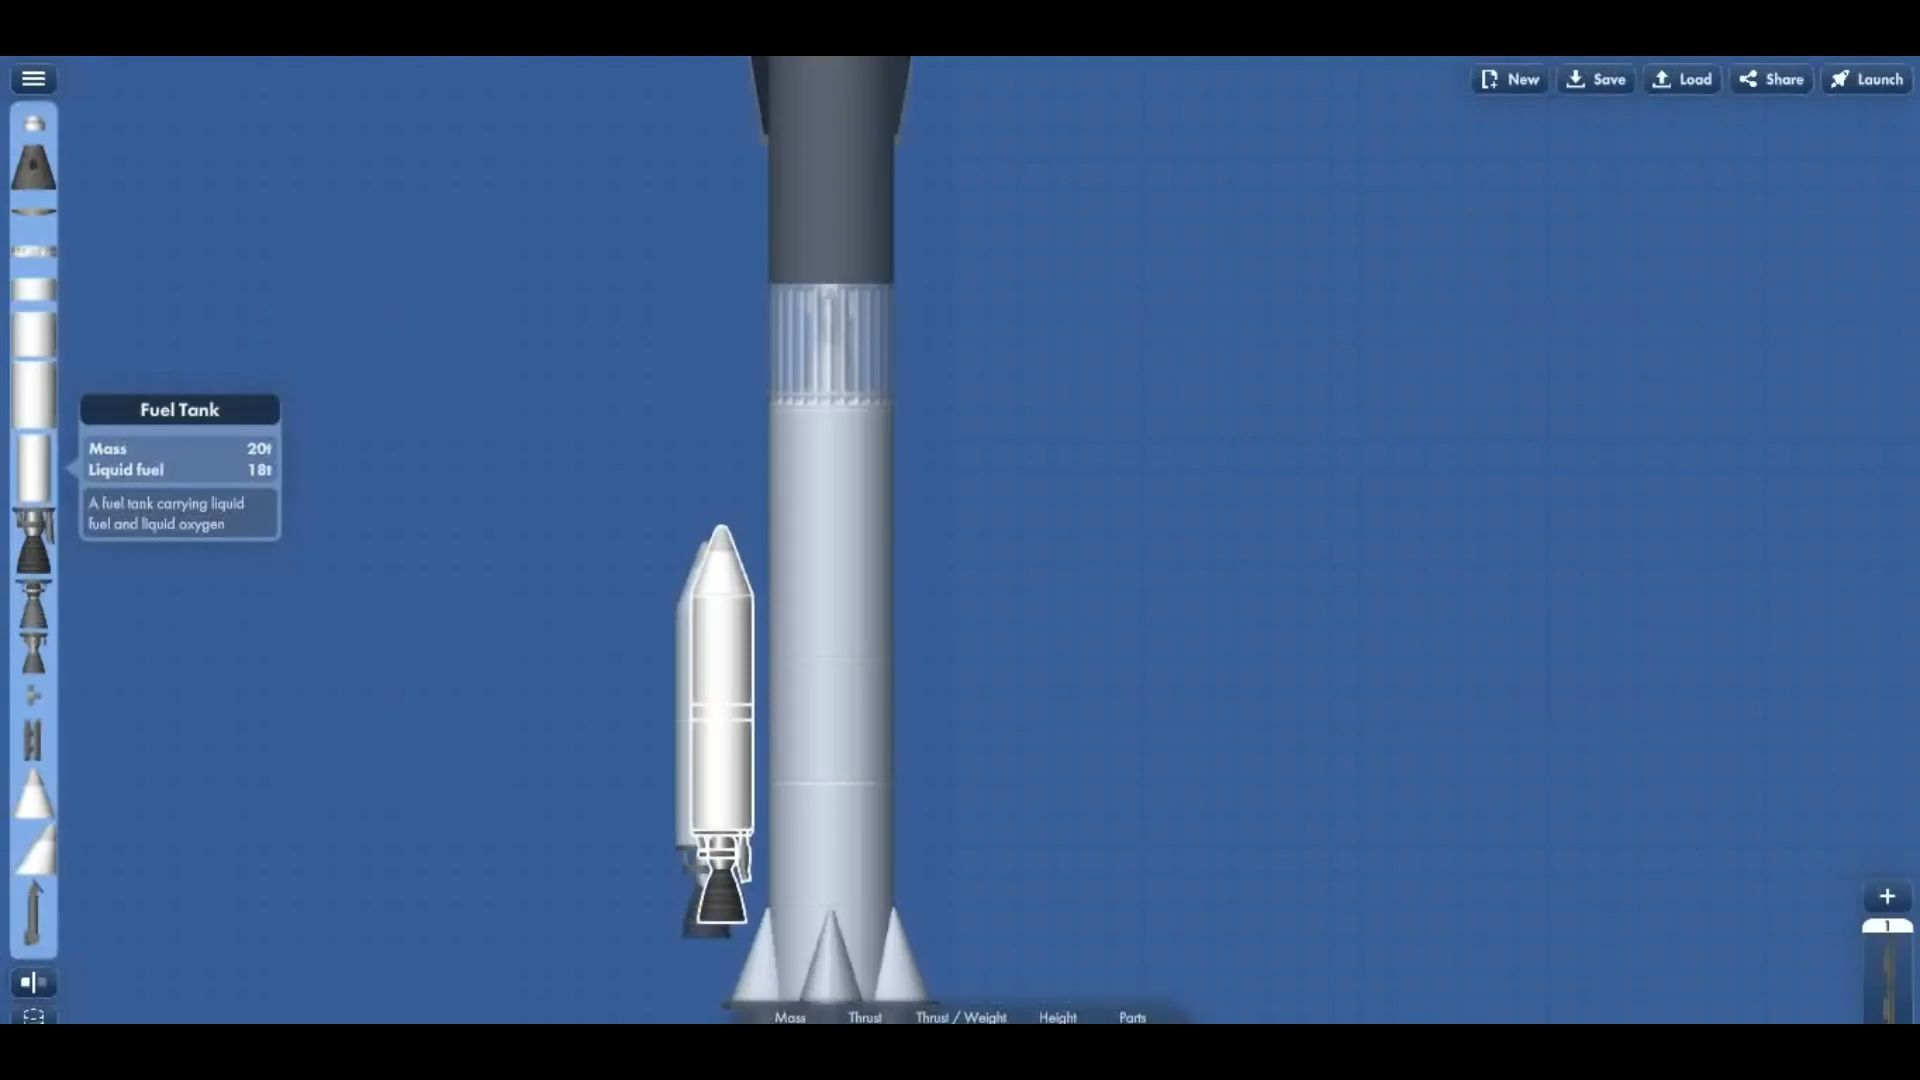 New
Save
Load
Share
Launch
Fuel Tank
Mass 20t
Liquid fuel 18t
A fuel tank carrying liquid
fuel and liquid oxygen
1
Mass Thrust Thrust / Weight Height Parts